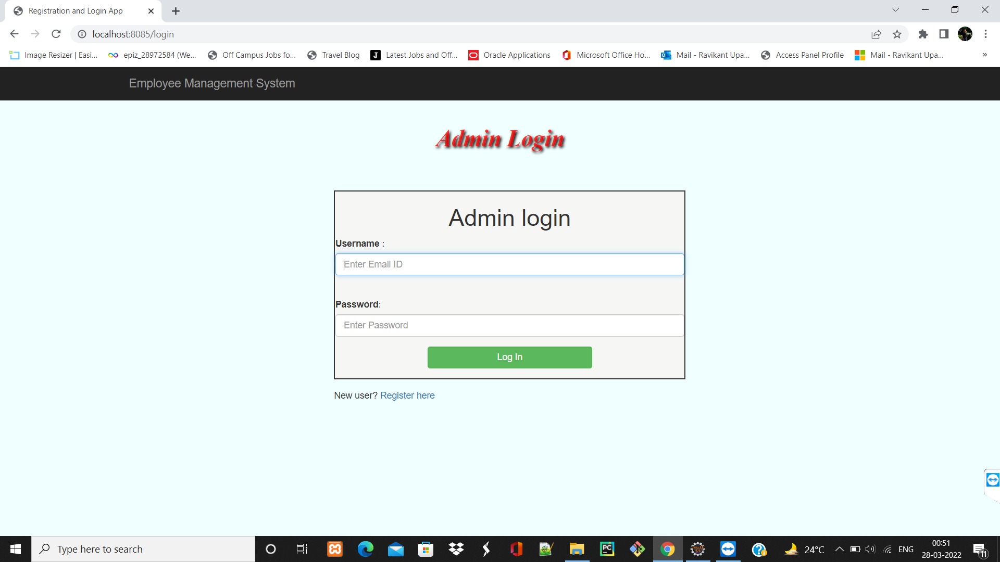 Registration and Login App
localhost:8085/login
Image Resizer | Easi...
epiz_28972584 (We...
Off Campus Jobs fo...
Travel Blog
J
Latest Jobs and Off...
Oracle Applications
Microsoft Office Ho...
Mail - Ravikant Upa...
Access Panel Profile
Mail - Ravikant Upa...
»
Employee Management System
Admin Login
Admin login
Username :
Enter Email ID
Password:
Enter Password
Log In
New user? Register here
Type here to search
PC
24°C
ENG
00:51
28-03-2022
11